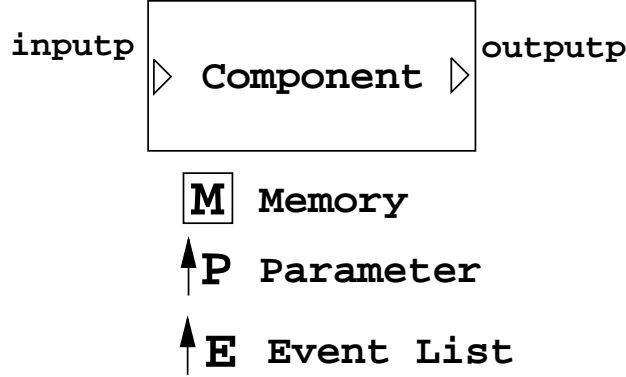 inputp
Component
outputp
M Memory
P Parameter
E Event List